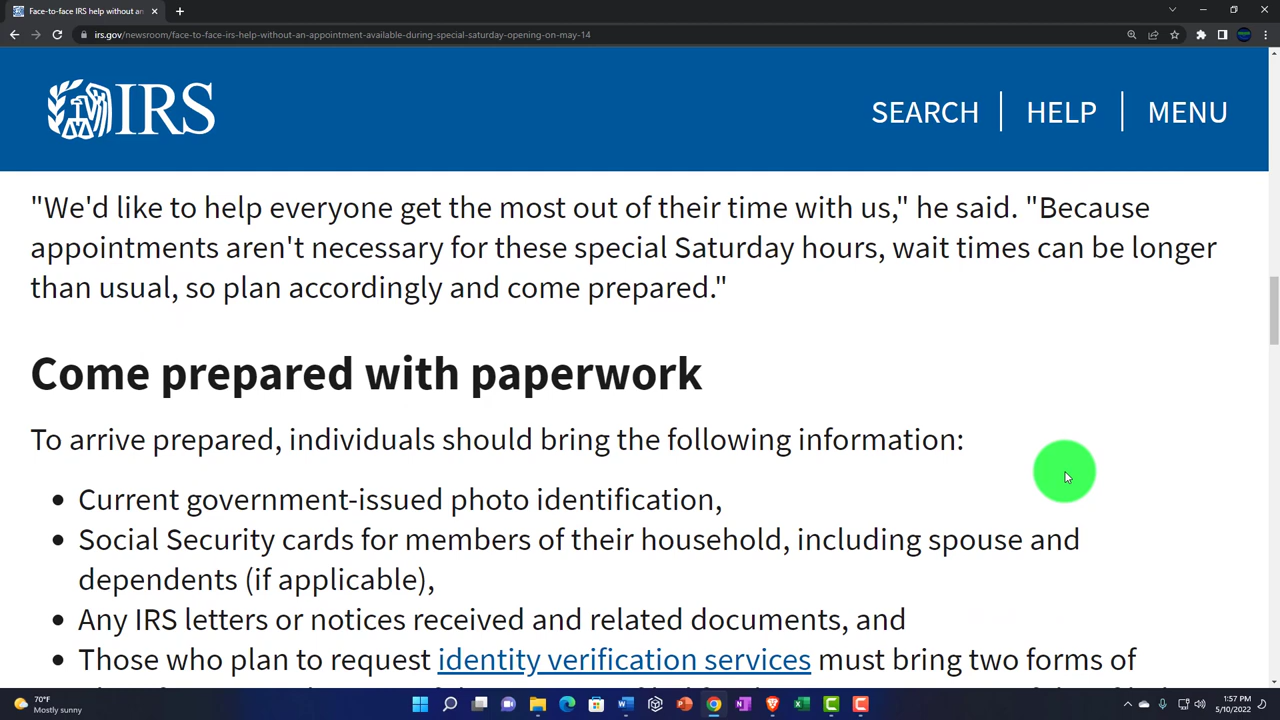 Face-to-face IRS help without an
irs.gov/newsroom/face-to-face-irs-help-without-an-appointment-available-during-special-saturday-opening-on-may-14
IRS
SEARCH | HELP | MENU
"We'd like to help everyone get the most out of their time with us," he said. "Because
appointments aren't necessary for these special Saturday hours, wait times can be longer
than usual, so plan accordingly and come prepared."
Come prepared with paperwork
To arrive prepared, individuals should bring the following information:
• Current government-issued photo identification,
• Social Security cards for members of their household, including spouse and
dependents (if applicable),
• Any IRS letters or notices received and related documents, and
• Those who plan to request identity verification services must bring two forms of
70°F
Mostly sunny
1:57 PM
5/10/2022